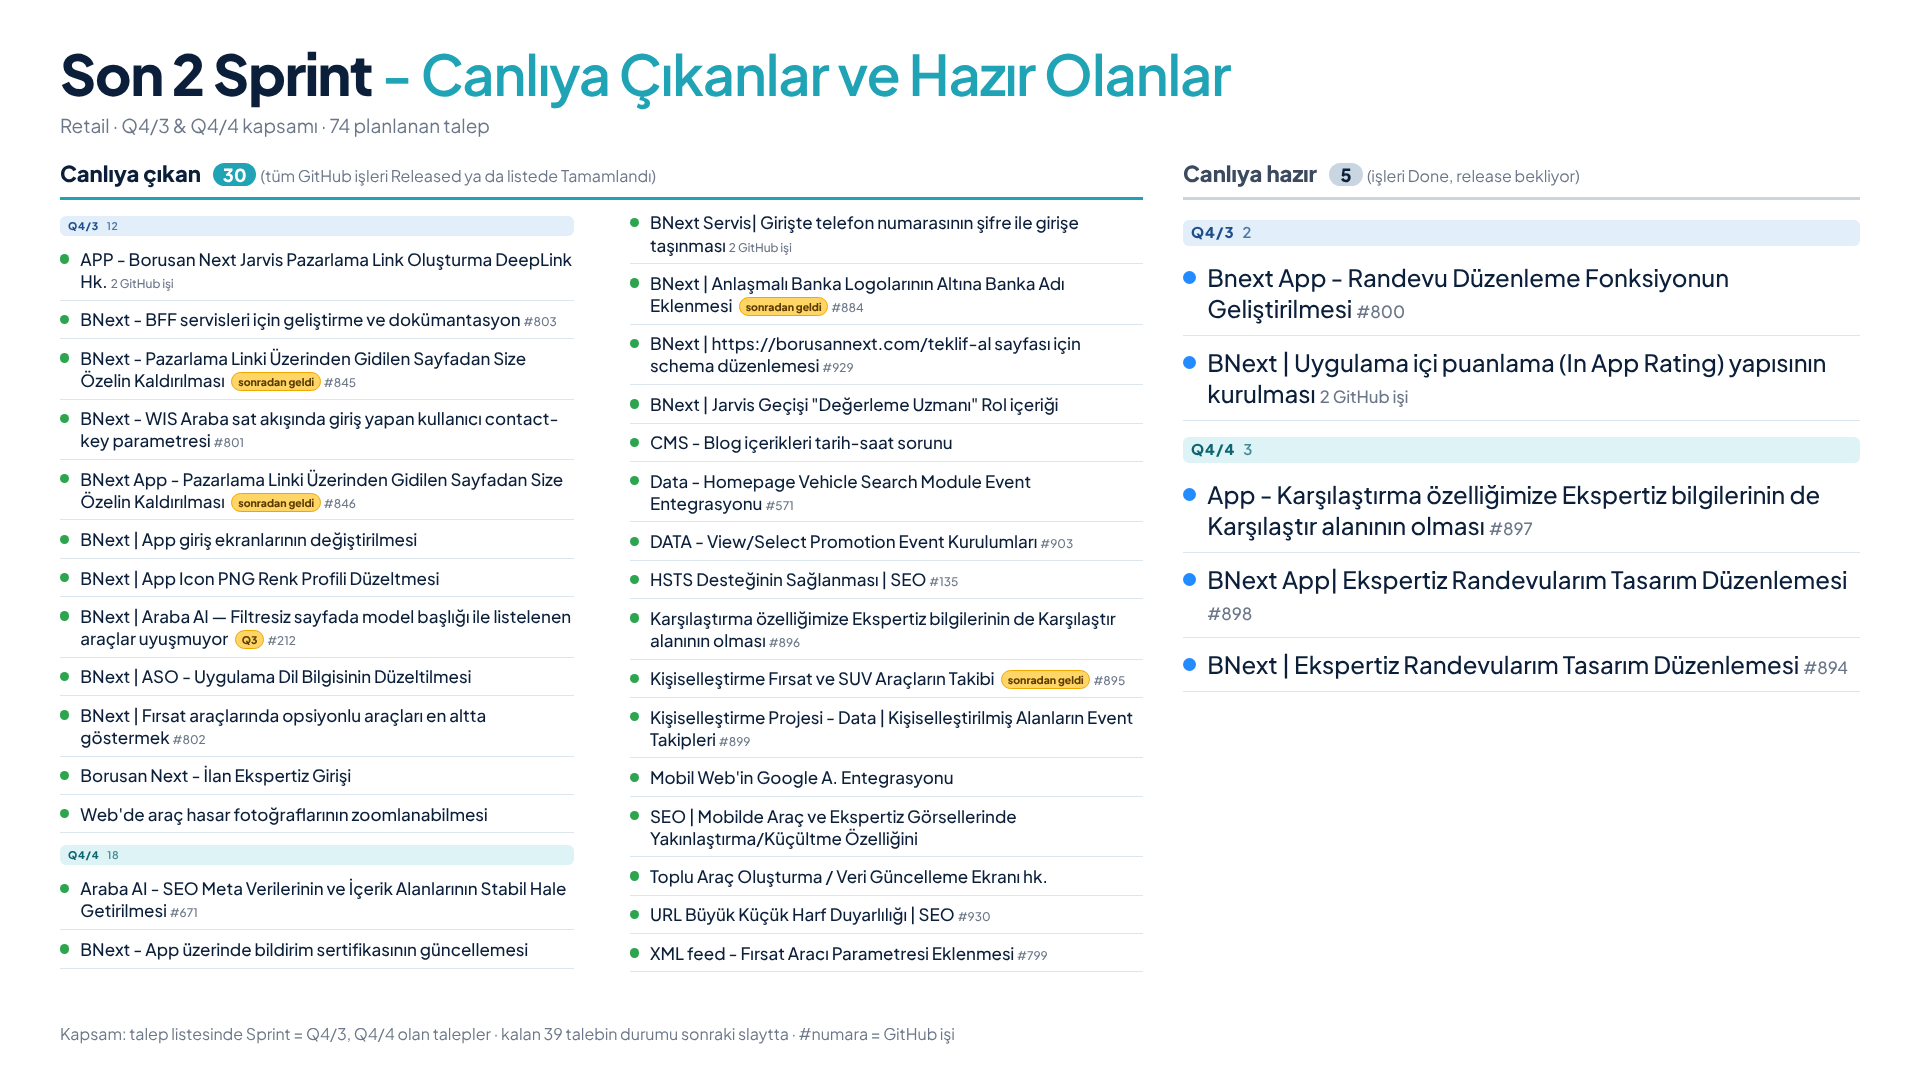 Son 2 Sprint - Canlıya Çıkanlar ve Hazır Olanlar
Retail · Q4/3 & Q4/4 kapsamı · 74 planlanan talep
Canlıya çıkan 30 (tüm GitHub işleri Released ya da listede Tamamlandı)
Q4/3 12
APP - Borusan Next Jarvis Pazarlama Link Oluşturma DeepLink
Hk. 2 GitHub işi
BNext - BFF servisleri için geliştirme ve dokümantasyon #803
BNext - Pazarlama Linki Üzerinden Gidilen Sayfadan Size
Özelin Kaldırılması sonradan geldi #845
BNext - WIS Araba sat akışında giriş yapan kullanıcı contact-
key parametresi #801
BNext App - Pazarlama Linki Üzerinden Gidilen Sayfadan Size
Özelin Kaldırılması sonradan geldi #846
BNext | App giriş ekranlarının değiştirilmesi
BNext | App Icon PNG Renk Profili Düzeltmesi
BNext | Araba AI — Filtresiz sayfada model başlığı ile listelenen
araçlar uyuşmuyor Q3 #212
BNext | ASO - Uygulama Dil Bilgisinin Düzeltilmesi
BNext | Fırsat araçlarında opsiyonlu araçları en altta
göstermek #802
Borusan Next - İlan Ekspertiz Girişi
Web'de araç hasar fotoğraflarının zoomlanabilmesi
Q4/4 18
Araba AI - SEO Meta Verilerinin ve İçerik Alanlarının Stabil Hale
Getirilmesi #671
BNext - App üzerinde bildirim sertifikasının güncellemesi
BNext Servis| Girişte telefon numarasının şifre ile girişe
taşınması 2 GitHub işi
BNext | Anlaşmalı Banka Logolarının Altına Banka Adı
Eklenmesi sonradan geldi #884
BNext | https://borusannext.com/teklif-al sayfası için
schema düzenlemesi #929
BNext | Jarvis Geçişi "Değerleme Uzmanı" Rol içeriği
CMS - Blog içerikleri tarih-saat sorunu
Data - Homepage Vehicle Search Module Event
Entegrasyonu #571
DATA - View/Select Promotion Event Kurulumları #903
HSTS Desteğinin Sağlanması | SEO #135
Karşılaştırma özelliğimize Ekspertiz bilgilerinin de Karşılaştır
alanının olması #896
Kişiselleştirme Fırsat ve SUV Araçların Takibi sonradan geldi #895
Kişiselleştirme Projesi - Data | Kişiselleştirilmiş Alanların Event
Takipleri #899
Mobil Web'in Google A. Entegrasyonu
SEO | Mobilde Araç ve Ekspertiz Görsellerinde
Yakınlaştırma/Küçültme Özelliğini
Toplu Araç Oluşturma / Veri Güncelleme Ekranı hk.
URL Büyük Küçük Harf Duyarlılığı | SEO #930
XML feed - Fırsat Aracı Parametresi Eklenmesi #799
Canlıya hazır 5 (işleri Done, release bekliyor)
Q4/3 2
Bnext App - Randevu Düzenleme Fonksiyonun
Geliştirilmesi #800
BNext | Uygulama içi puanlama (In App Rating) yapısının
kurulması 2 GitHub işi
Q4/4 3
App - Karşılaştırma özelliğimize Ekspertiz bilgilerinin de
Karşılaştır alanının olması #897
BNext App| Ekspertiz Randevularım Tasarım Düzenlemesi
#898
BNext | Ekspertiz Randevularım Tasarım Düzenlemesi #894
Kapsam: talep listesinde Sprint = Q4/3, Q4/4 olan talepler · kalan 39 talebin durumu sonraki slaytta · #numara = GitHub işi